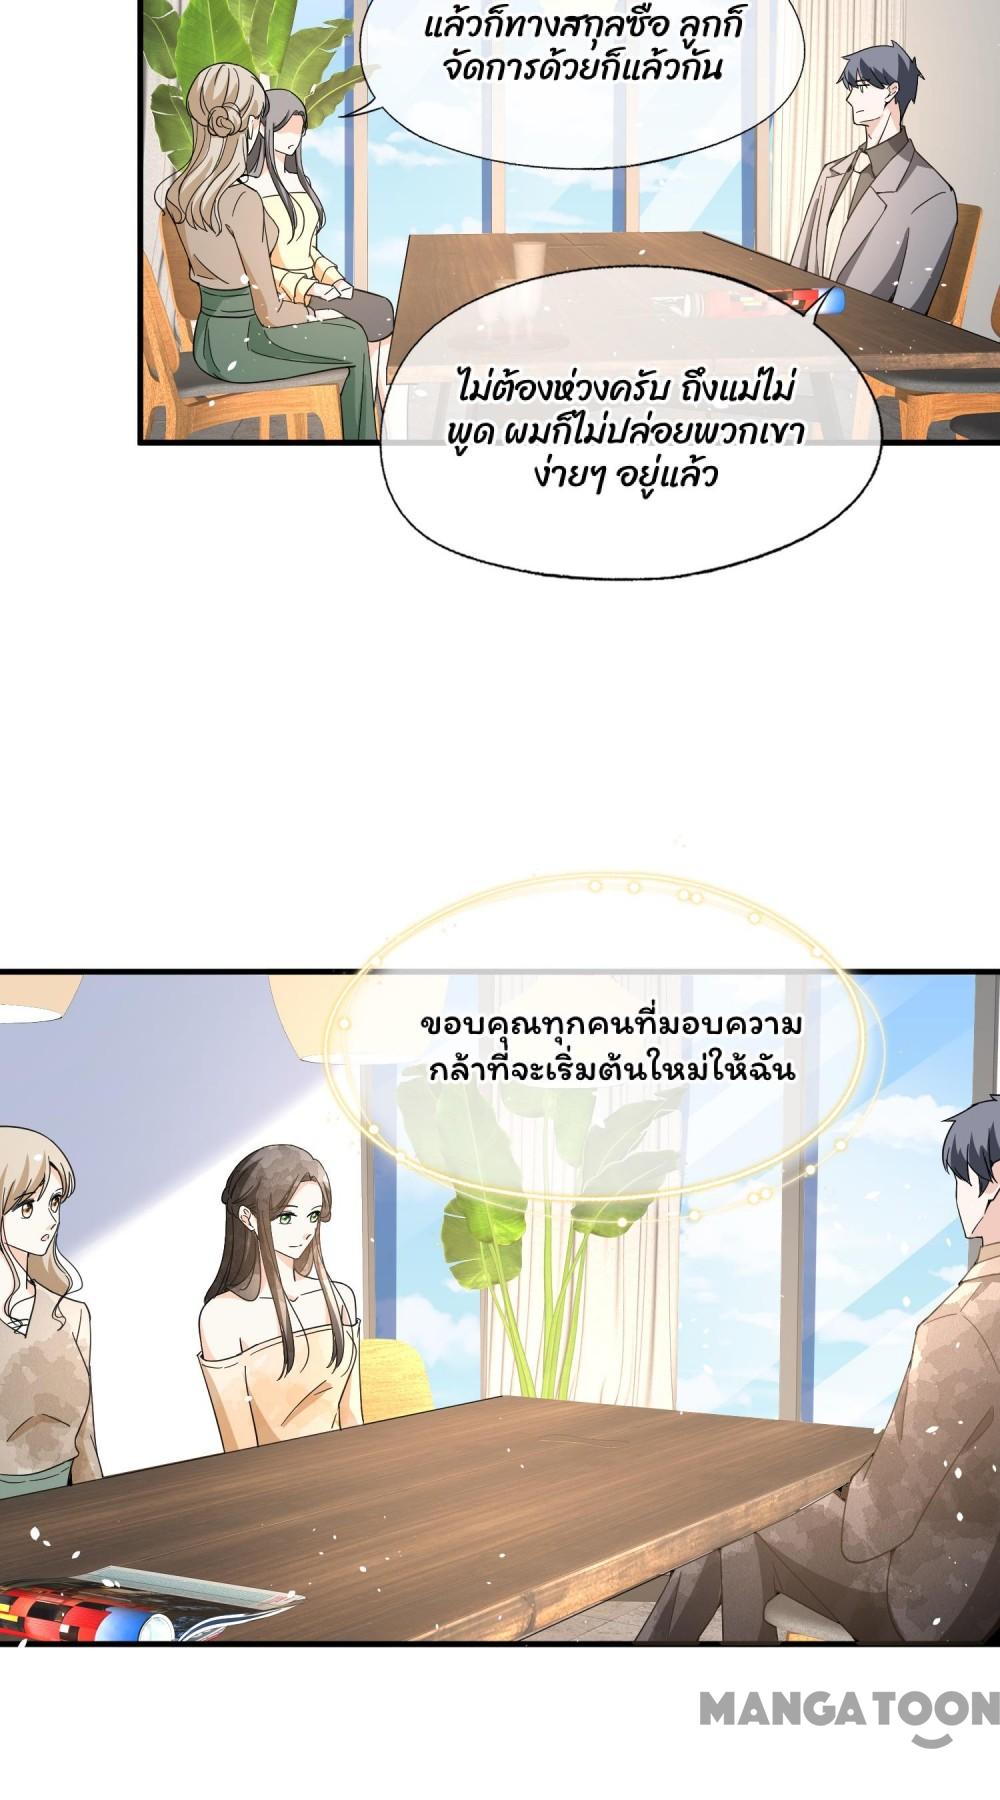 แล้วก็ทางสกุลซือ ลูกก็
จัดการด้วยก็แล้วกัน
ไม่ต้องห่วงครับ ถึงแม่ไม่
พูด ผมก็ไม่ปล่อยพวกเขา
ง่ายๆ อยู่แล้ว
ขอบคุณทุกคนที่มอบความ
กล้าที่จะเริ่มต้นใหม่ให้ฉัน
MANGATOON